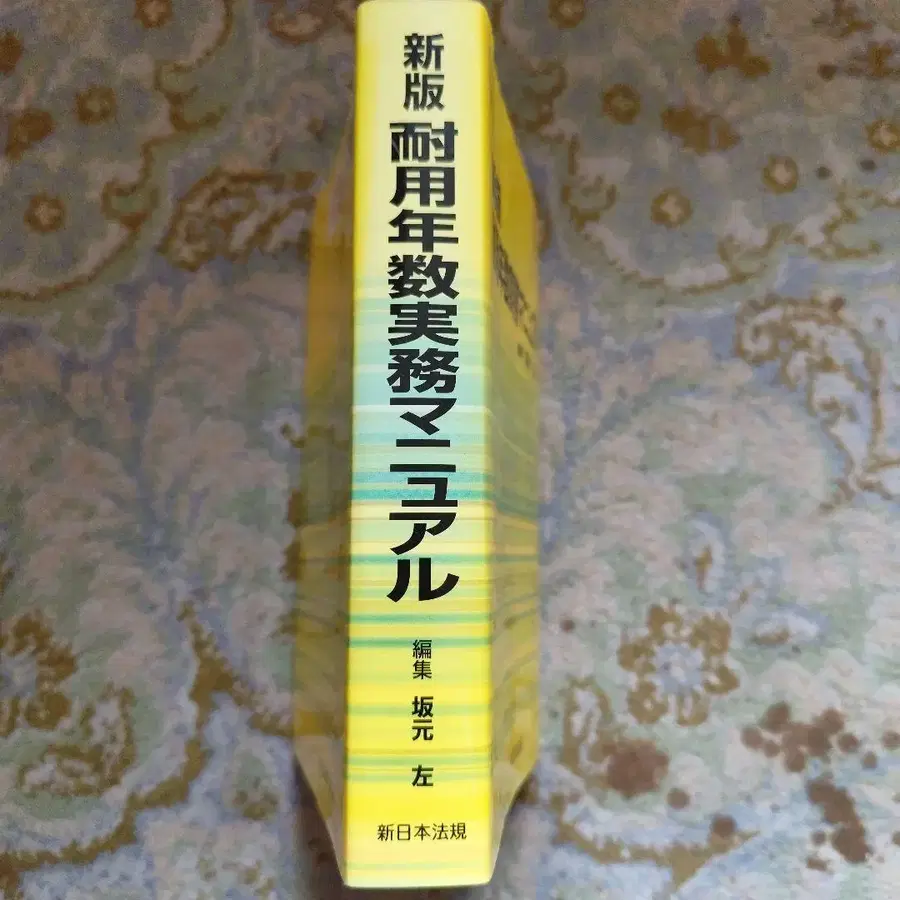 新版
耐用年数実務マニュアル
編集 坂元 左
新日本法規